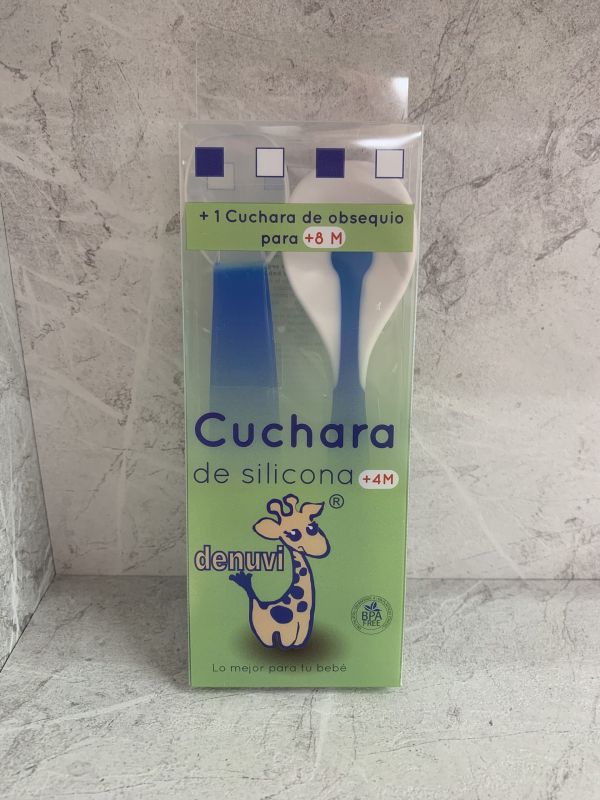 + 1 Cuchara de obsequio
para +8 M
Cuchara
de silicona +4M
®
denuvi
BPA
FREE
Lo mejor para tu bebé